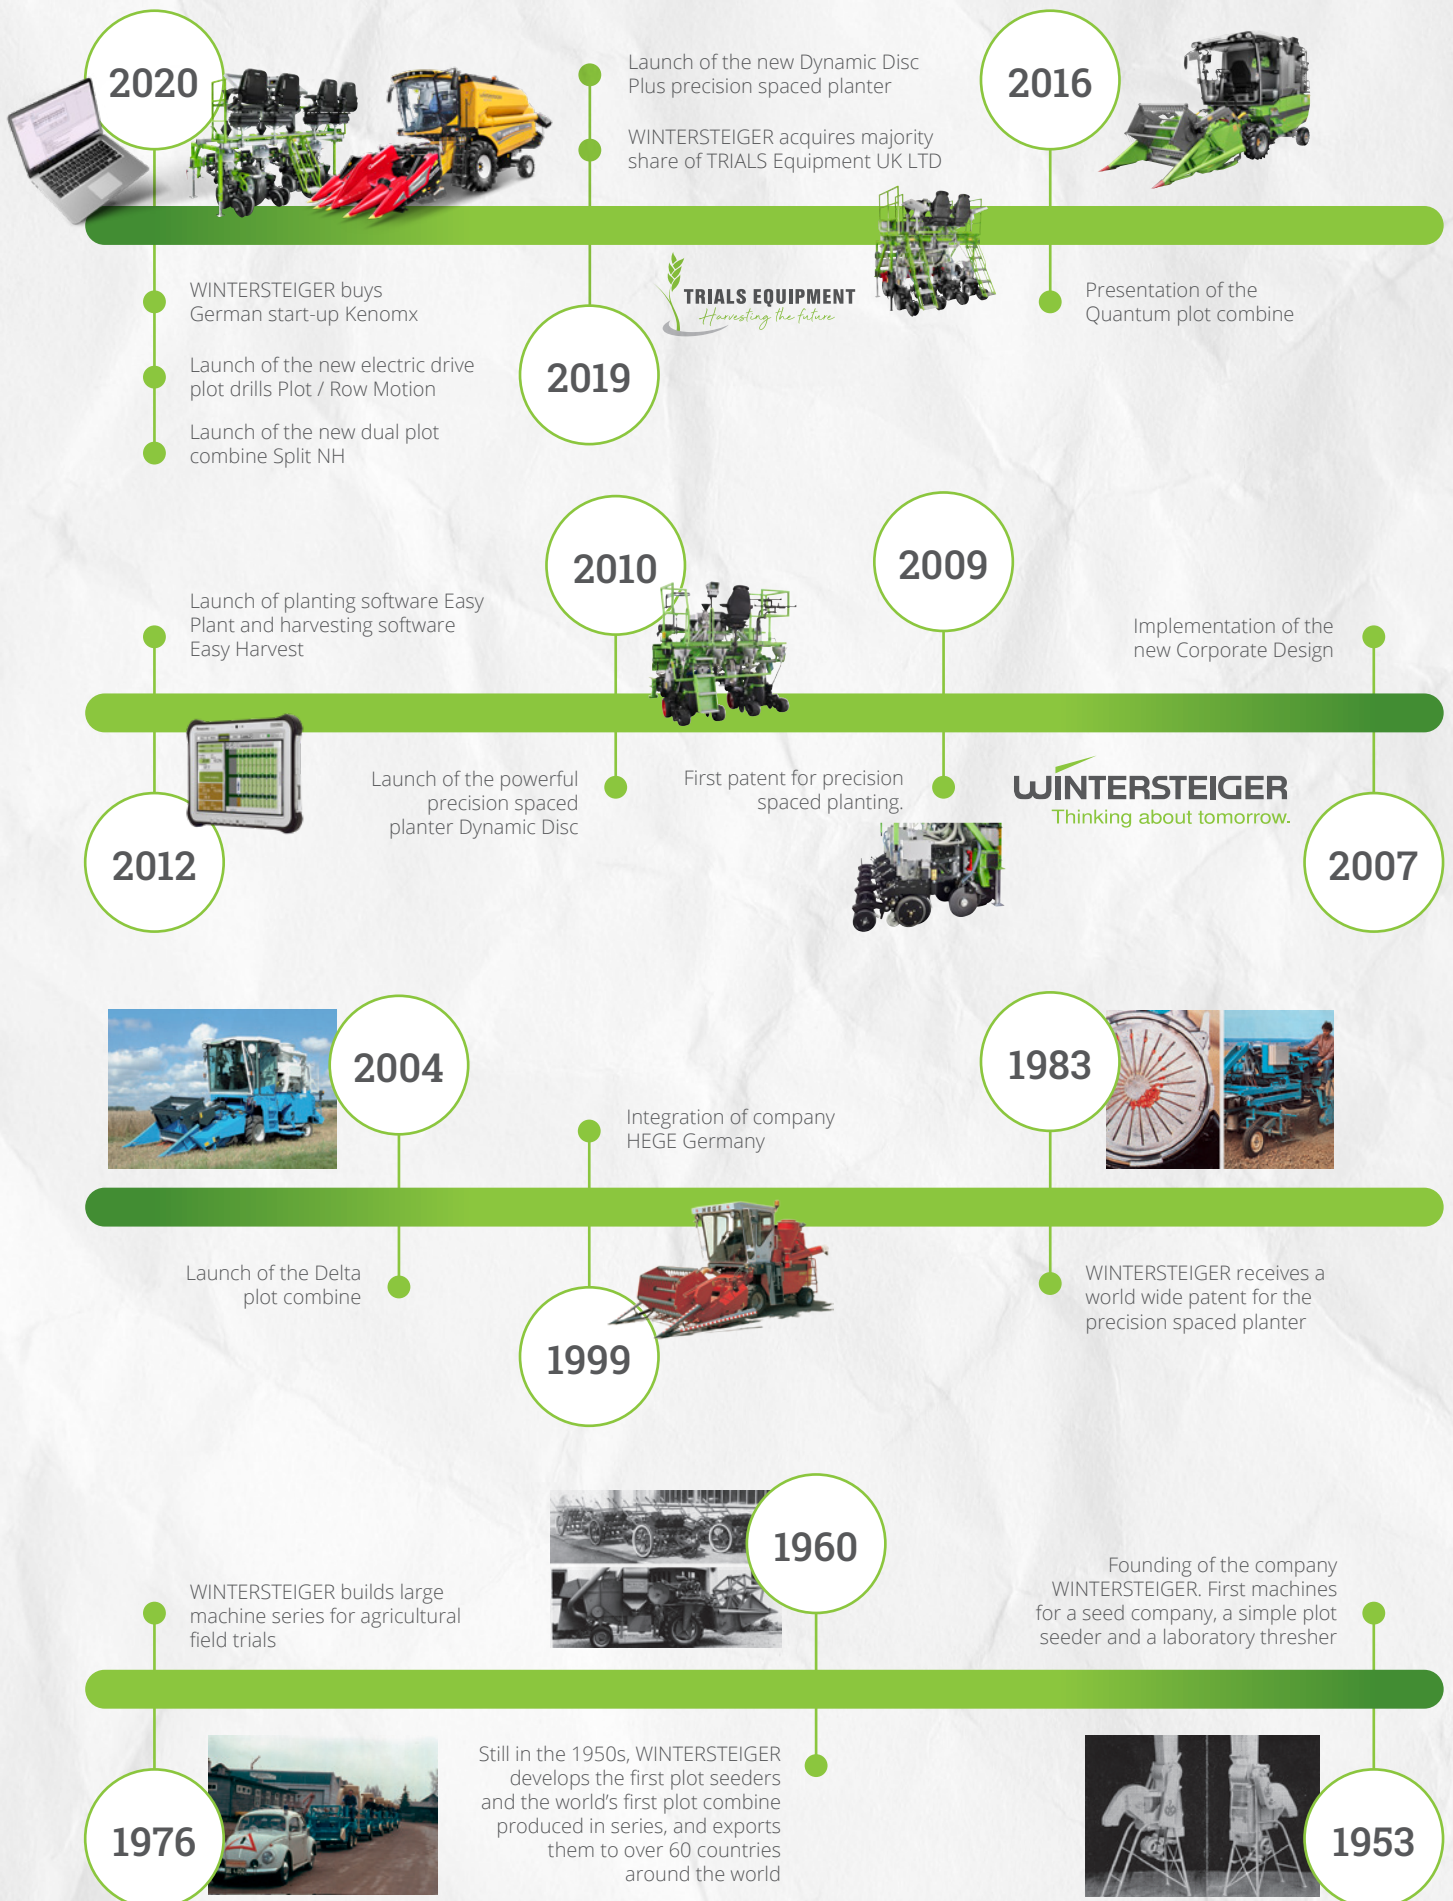 2020
Launch of the new Dynamic Disc
Plus precision spaced planter
WINTERSTEIGER acquires majority
share of TRIALS Equipment UK LTD
2016
WINTERSTEIGER buys
German start-up Kenomx
Launch of the new electric drive
plot drills Plot / Row Motion
Launch of the new dual plot
combine Split NH
2019
TRIALS EQUIPMENT
Harvesting the future
Presentation of the
Quantum plot combine
Launch of planting software Easy
Plant and harvesting software
Easy Harvest
2010
2009
Implementation of the
new Corporate Design
2012
Launch of the powerful
precision spaced
planter Dynamic Disc
First patent for precision
spaced planting.
WINTERSTEIGER
Thinking about tomorrow.
2007
2004
Integration of company
HEGE Germany
1983
Launch of the Delta
plot combine
HEGE
1999
WINTERSTEIGER receives a
world wide patent for the
precision spaced planter
WINTERSTEIGER builds large
machine series for agricultural
field trials
1960
Founding of the company
WINTERSTEIGER. First machines
for a seed company, a simple plot
seeder and a laboratory thresher
1976
Still in the 1950s, WINTERSTEIGER
develops the first plot seeders
and the world's first plot combine
produced in series, and exports
them to over 60 countries
around the world
1953